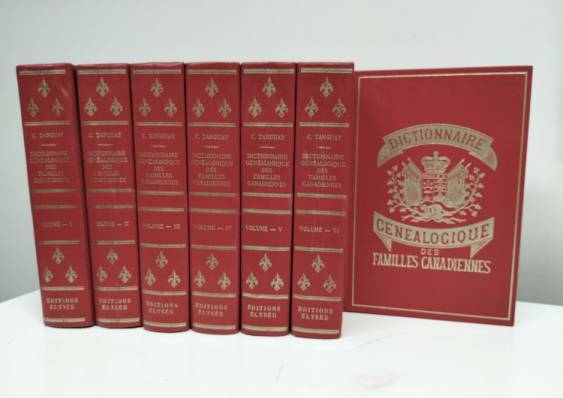 C. TANGUAY
DICTIONNAIRE
GÉNÉALOGIQUE
DES
FAMILLES
CANADIENNES
VOLUME — I
ÉDITIONS
ÉLYSÉE
C. TANGUAY
DICTIONNAIRE
GÉNÉALOGIQUE
DES
FAMILLES
CANADIENNES
VOLUME — II
ÉDITIONS
ÉLYSÉE
C. TANGUAY
DICTIONNAIRE
GÉNÉALOGIQUE
DES
FAMILLES
CANADIENNES
VOLUME — III
ÉDITIONS
ÉLYSÉE
C. TANGUAY
DICTIONNAIRE
GÉNÉALOGIQUE
DES
FAMILLES
CANADIENNES
VOLUME — IV
ÉDITIONS
ÉLYSÉE
C. TANGUAY
DICTIONNAIRE
GÉNÉALOGIQUE
DES
FAMILLES
CANADIENNES
VOLUME — V
ÉDITIONS
ÉLYSÉE
C. TANGUAY
DICTIONNAIRE
GÉNÉALOGIQUE
DES
FAMILLES
CANADIENNES
VOLUME — VI
ÉDITIONS
ÉLYSÉE
DICTIONNAIRE
GENEALOGIQUE
DES
FAMILLES CANADIENNES